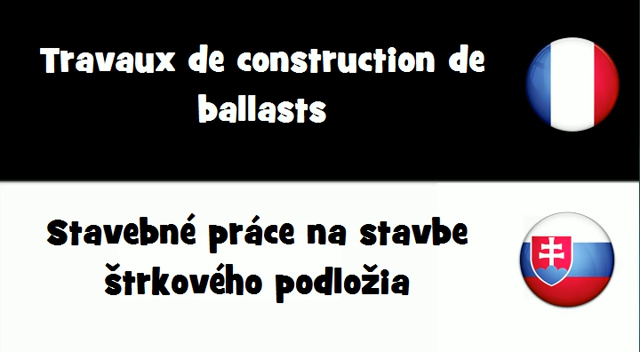 Travaux de construction de
ballasts
Stavebné práce na stavbe
štrkového podložia